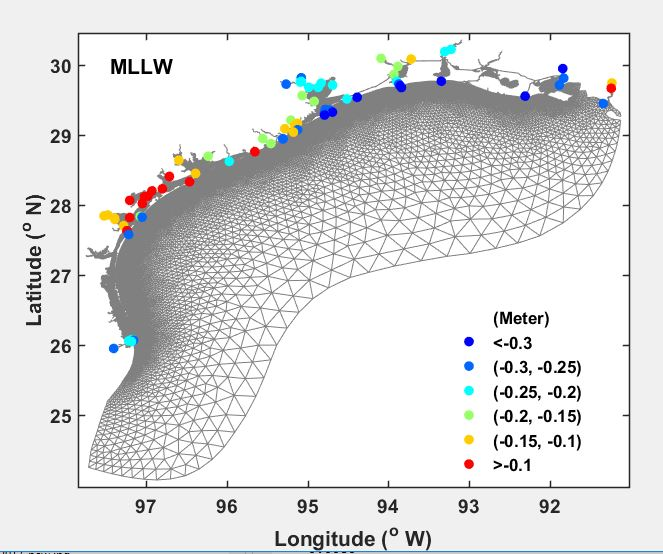 MLLW
30
29
28
27
26
25
Latitude (° N)
(Meter)
<-0.3
(-0.3, -0.25)
(-0.25, -0.2)
(-0.2, -0.15)
(-0.15, -0.1)
>-0.1
97 96 95 94 93 92
Longitude (° W)